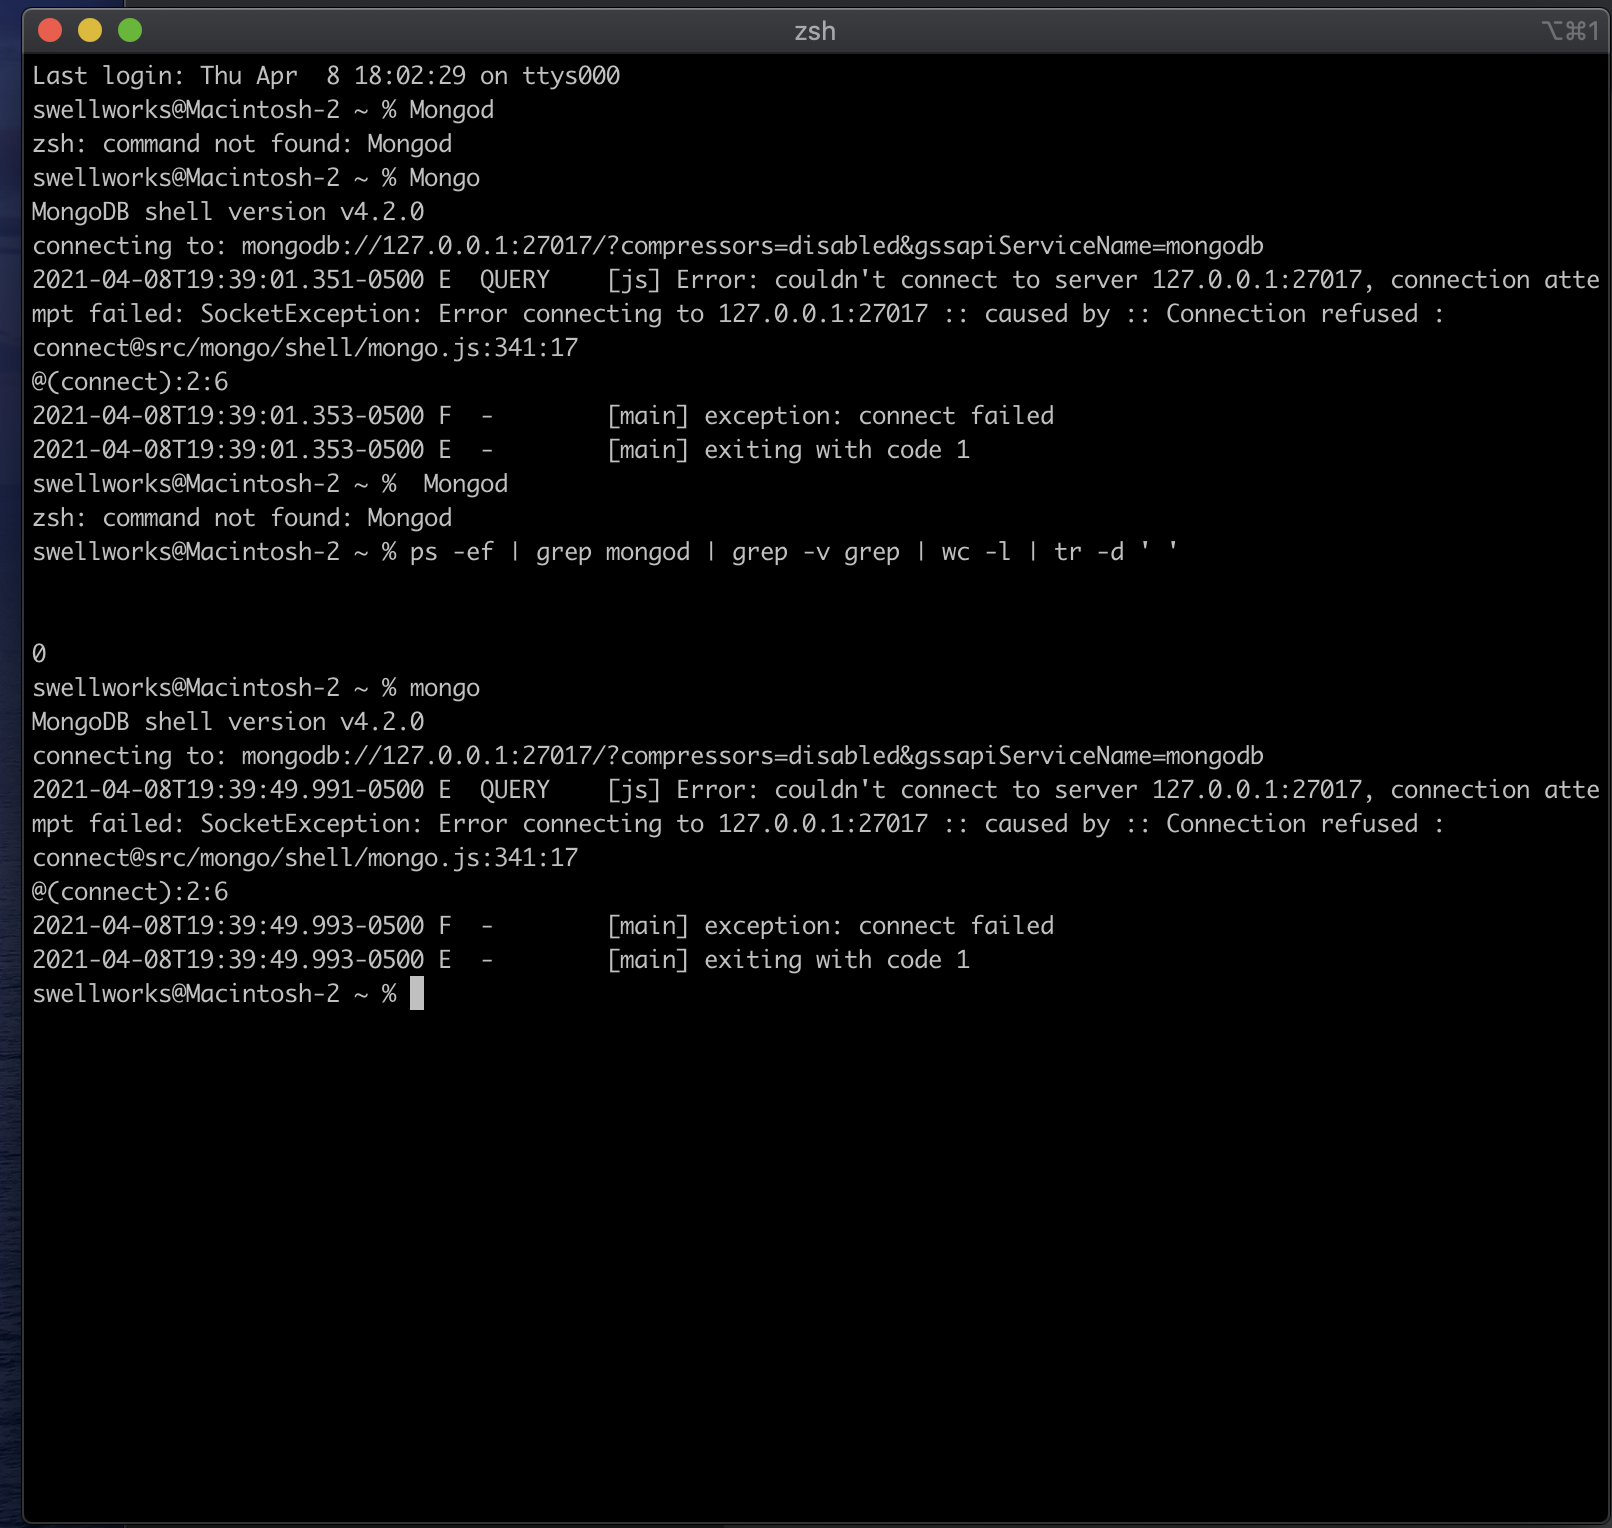 zsh
⌥⌘1
Last login: Thu Apr  8 18:02:29 on ttys000
swellworks@Macintosh-2 ~ % Mongod
zsh: command not found: Mongod
swellworks@Macintosh-2 ~ % Mongo
MongoDB shell version v4.2.0
connecting to: mongodb://127.0.0.1:27017/?compressors=disabled&gssapiServiceName=mongodb
2021-04-08T19:39:01.351-0500 E  QUERY    [js] Error: couldn't connect to server 127.0.0.1:27017, connection atte
mpt failed: SocketException: Error connecting to 127.0.0.1:27017 :: caused by :: Connection refused :
connect@src/mongo/shell/mongo.js:341:17
@(connect):2:6
2021-04-08T19:39:01.353-0500 F  -        [main] exception: connect failed
2021-04-08T19:39:01.353-0500 E  -        [main] exiting with code 1
swellworks@Macintosh-2 ~ %  Mongod
zsh: command not found: Mongod
swellworks@Macintosh-2 ~ % ps -ef | grep mongod | grep -v grep | wc -l | tr -d ' '
0
swellworks@Macintosh-2 ~ % mongo
MongoDB shell version v4.2.0
connecting to: mongodb://127.0.0.1:27017/?compressors=disabled&gssapiServiceName=mongodb
2021-04-08T19:39:49.991-0500 E  QUERY    [js] Error: couldn't connect to server 127.0.0.1:27017, connection atte
mpt failed: SocketException: Error connecting to 127.0.0.1:27017 :: caused by :: Connection refused :
connect@src/mongo/shell/mongo.js:341:17
@(connect):2:6
2021-04-08T19:39:49.993-0500 F  -        [main] exception: connect failed
2021-04-08T19:39:49.993-0500 E  -        [main] exiting with code 1
swellworks@Macintosh-2 ~ %